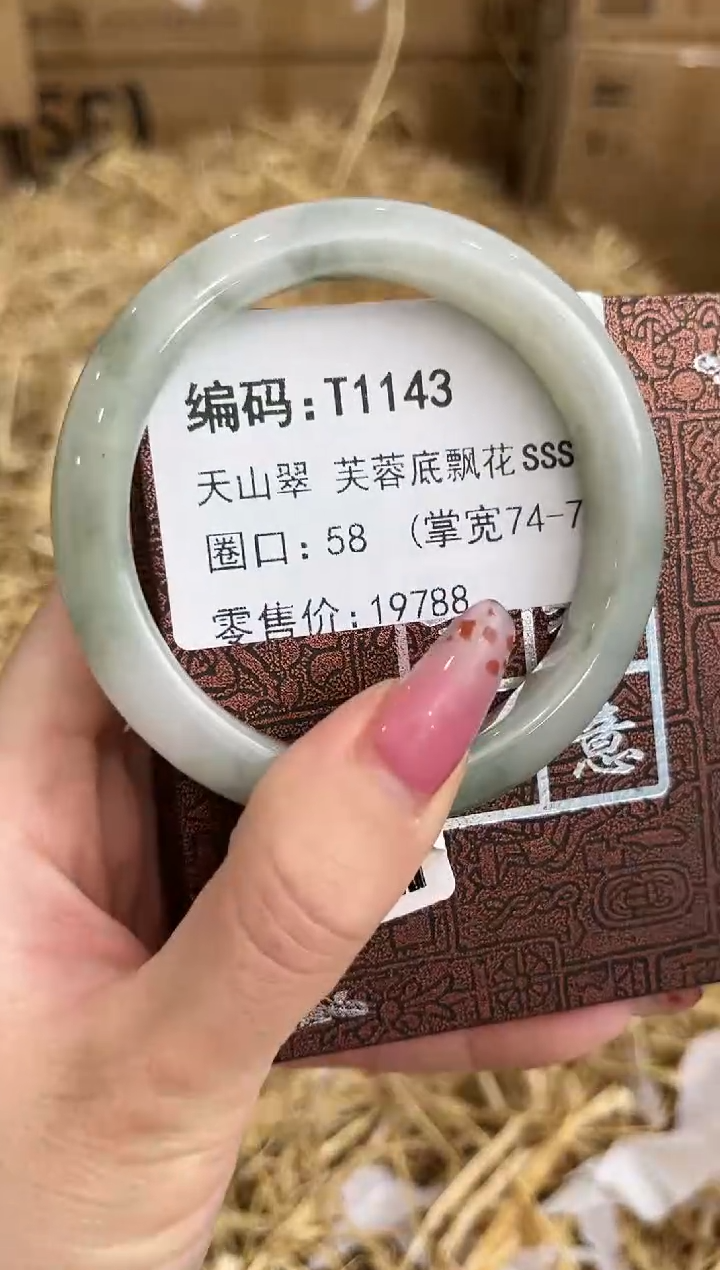 编码:T1143
天山翠 芙蓉底飘花SSS
圈口:58 (掌宽74-7
零售价:19788
意